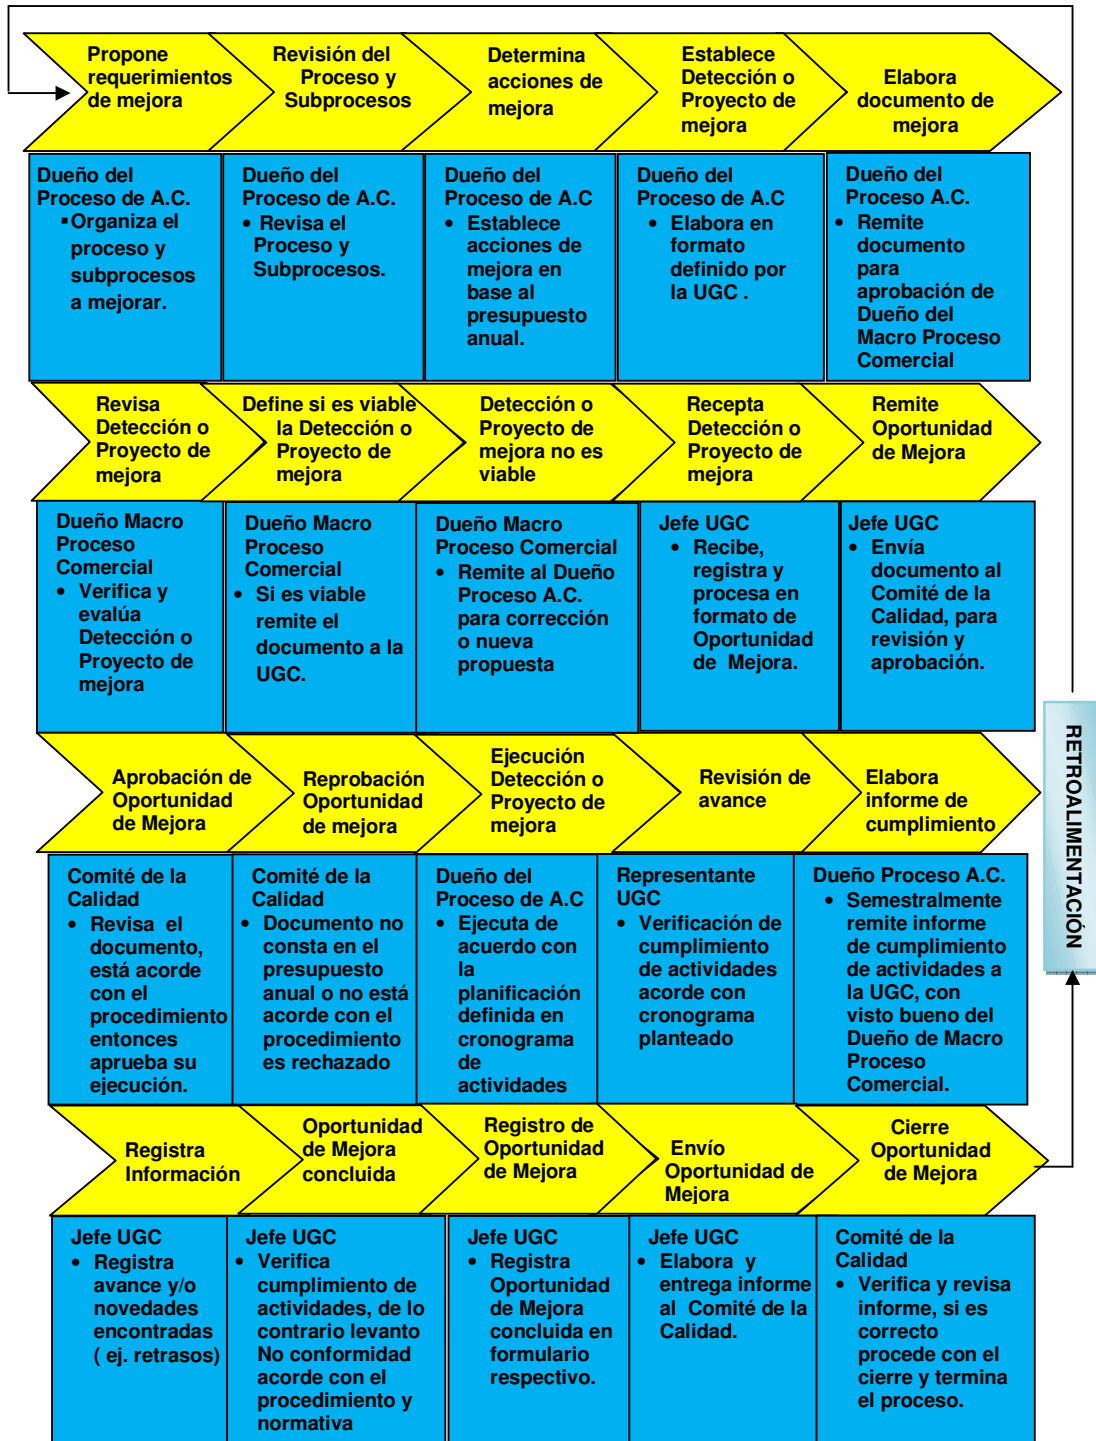 Propone
requerimientos
de mejora
Revisión del
Proceso y
Subprocesos
Determina
acciones de
mejora
Establece
Detección o
Proyecto de
mejora
Elabora
documento de
mejora
Dueño del
Proceso de A.C.
▪Organiza el
proceso y
subprocesos
a mejorar.
Dueño del
Proceso de A.C.
• Revisa el
Proceso y
Subprocesos.
Dueño del
Proceso de A.C
• Establece
acciones de
mejora en
base al
presupuesto
anual.
Dueño del
Proceso de A.C
• Elabora en
formato
definido por
la UGC .
Dueño del
Proceso A.C.
• Remite
documento
para
aprobación de
Dueño del
Macro Proceso
Comercial
Revisa
Detección o
Proyecto de
mejora
Define si es viable
la Detección o
Proyecto de
mejora
Detección o
Proyecto de
mejora no es
viable
Recepta
Detección o
Proyecto de
mejora
Remite
Oportunidad
de Mejora
Dueño Macro
Proceso
Comercial
• Verifica y
evalúa
Detección o
Proyecto de
mejora
Dueño Macro
Proceso
Comercial
• Si es viable
remite el
documento a la
UGC.
Dueño Macro
Proceso Comercial
• Remite al Dueño
Proceso A.C.
para corrección
o nueva
propuesta
Jefe UGC
• Recibe,
registra y
procesa en
formato de
Oportunidad
de Mejora.
Jefe UGC
• Envía
documento al
Comité de la
Calidad, para
revisión y
aprobación.
RETROALIMENTACIÓN
Aprobación de
Oportunidad
de Mejora
Reprobación
Oportunidad
de mejora
Ejecución
Detección o
Proyecto de
mejora
Revisión de
avance
Elabora
informe de
cumplimiento
Comité de la
Calidad
• Revisa el
documento,
está acorde
con el
procedimiento
entonces
aprueba su
ejecución.
Comité de la
Calidad
• Documento no
consta en el
presupuesto
anual o no está
acorde con el
procedimiento
es rechazado
Dueño del
Proceso de A.C
• Ejecuta de
acuerdo con
la
planificación
definida en
cronograma
de
actividades
Representante
UGC
• Verificación de
cumplimiento
de actividades
acorde con
cronograma
planteado
Dueño Proceso A.C.
• Semestralmente
remite informe
de cumplimiento
de actividades a
la UGC, con
visto bueno del
Dueño de Macro
Proceso
Comercial.
Registra
Información
Oportunidad
de Mejora
concluida
Registro de
Oportunidad
de Mejora
Envío
Oportunidad de
Mejora
Cierre
Oportunidad
de Mejora
Jefe UGC
• Registra
avance y/o
novedades
encontradas
( ej. retrasos)
Jefe UGC
• Verifica
cumplimiento de
actividades, de lo
contrario levanto
No conformidad
acorde con el
procedimiento y
normativa
Jefe UGC
• Registra
Oportunidad
de Mejora
concluida en
formulario
respectivo.
Jefe UGC
• Elabora y
entrega informe
al Comité de la
Calidad.
Comité de la
Calidad
• Verifica y revisa
informe, si es
correcto
procede con el
cierre y termina
el proceso.